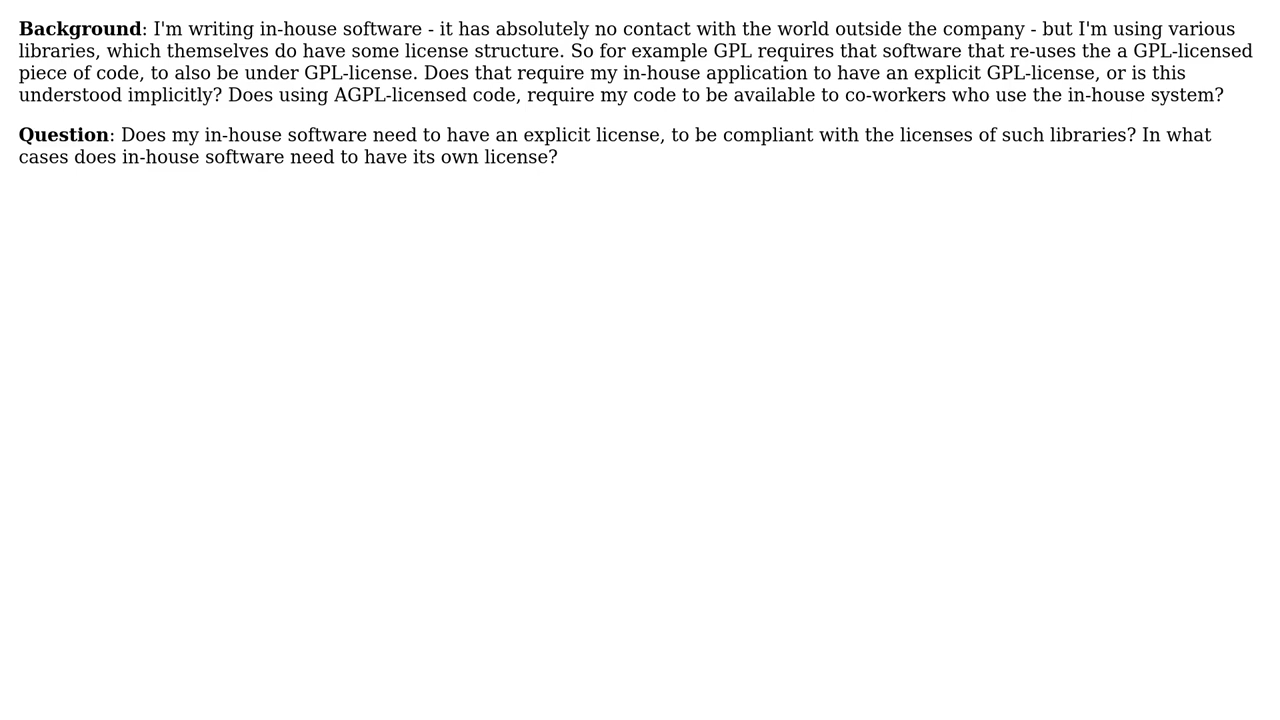 Background: I'm writing in-house software - it has absolutely no contact with the world outside the company - but I'm using various
libraries, which themselves do have some license structure. So for example GPL requires that software that re-uses the a GPL-licensed
piece of code, to also be under GPL-license. Does that require my in-house application to have an explicit GPL-license, or is this
understood implicitly? Does using AGPL-licensed code, require my code to be available to co-workers who use the in-house system?
Question: Does my in-house software need to have an explicit license, to be compliant with the licenses of such libraries? In what
cases does in-house software need to have its own license?